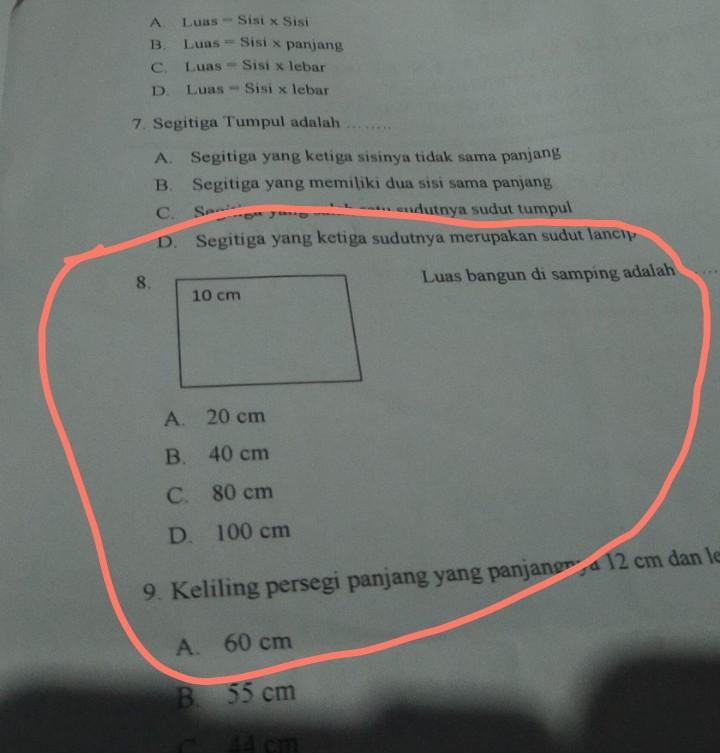 A. Luas = Sisi x Sisi
B. Luas = Sisi x panjang
C. Luas = Sisi x lebar
D. Luas = Sisi x lebar
7. Segitiga Tumpul adalah ........
A. Segitiga yang ketiga sisinya tidak sama panjang
B. Segitiga yang memiliki dua sisi sama panjang
C. Segitiga yang salah satu sudutnya sudut tumpul
D. Segitiga yang ketiga sudutnya merupakan sudut lancip
8. 10 cm Luas bangun di samping adalah ....
A. 20 cm
B. 40 cm
C. 80 cm
D. 100 cm
9. Keliling persegi panjang yang panjangnya 12 cm dan
A. 60 cm
B. 55 cm
C. 44 cm